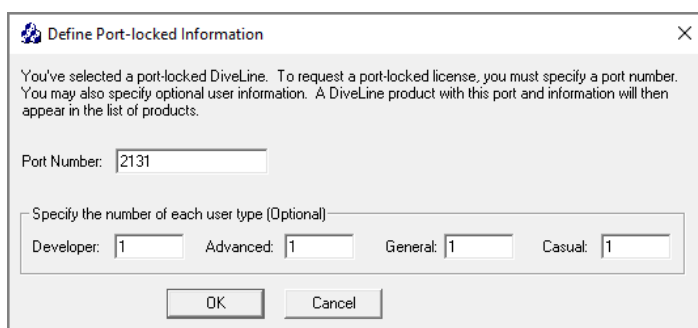 Define Port-locked Information
You've selected a port-locked DiveLine. To request a port-locked license, you must specify a port number.
You may also specify optional user information. A DiveLine product with this port and information will then
appear in the list of products.
Port Number: 2131
Specify the number of each user type (Optional)
Developer: 1 Advanced: 1 General: 1 Casual: 1
OK Cancel